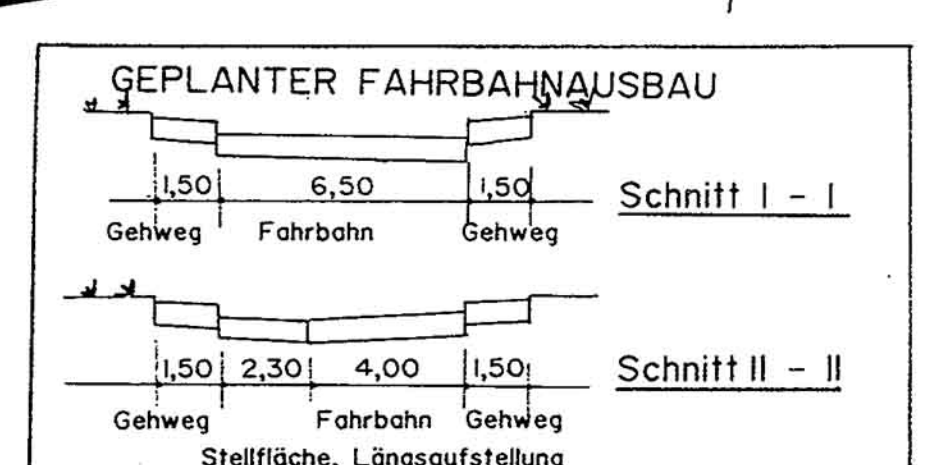 GEPLANTER FAHRBAHNAUSBAU
1,50 6,50 1,50 Schnitt I - I
Gehweg Fahrbahn Gehweg
1,50 2,30 4,00 1,50 Schnitt II - II
Gehweg Fahrbahn Gehweg
Stellfläche, Längsaufstellung